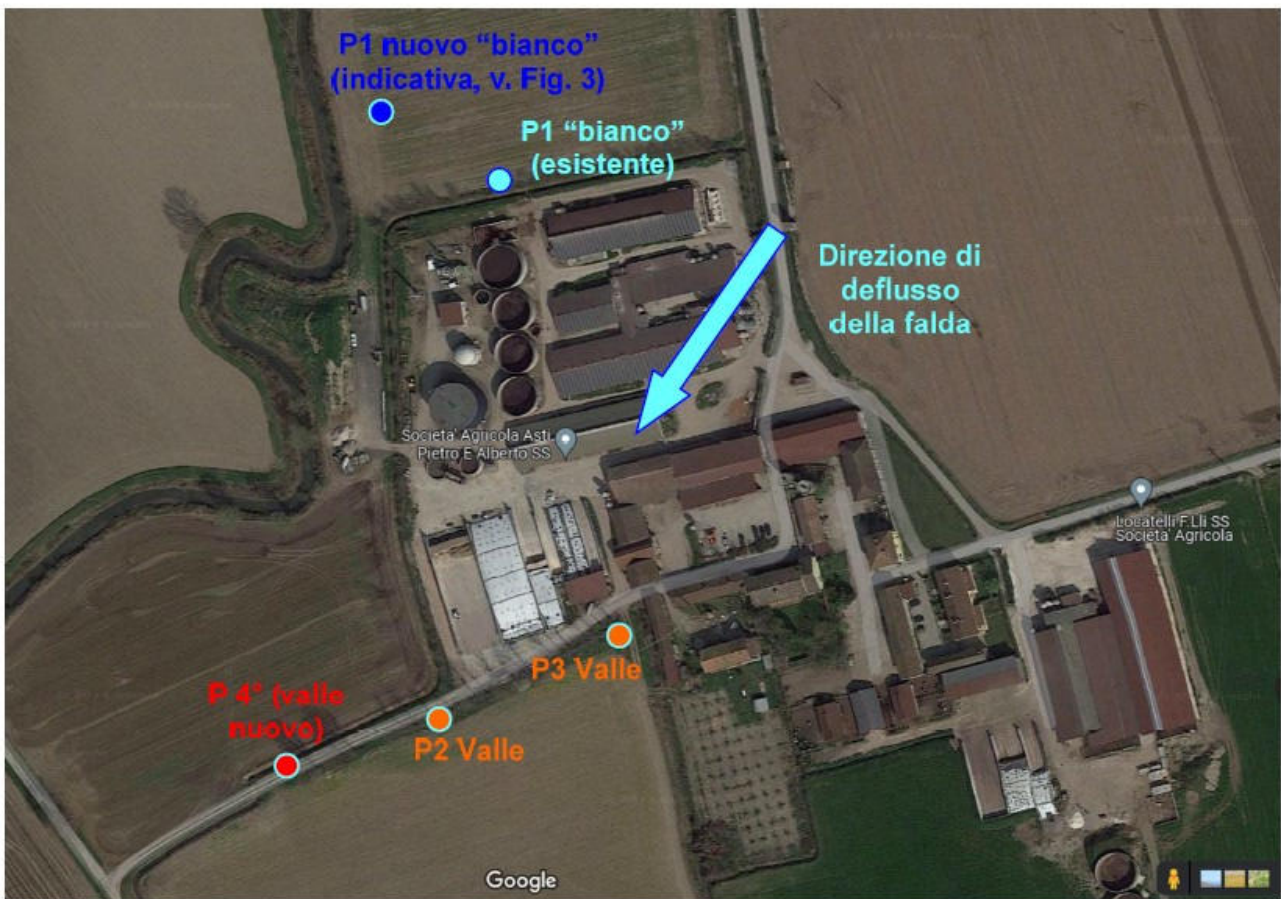 P1 nuovo “bianco”
(indicativa, v. Fig. 3)
P1 “bianco”
(esistente)
Direzione di
deflusso
della falda
Societa' Agricola Asti
Pietro E Alberto SS
Locatelli F.Lli SS
Societa' Agricola
P3 Valle
P 4° (valle
nuovo)
P2 Valle
Google